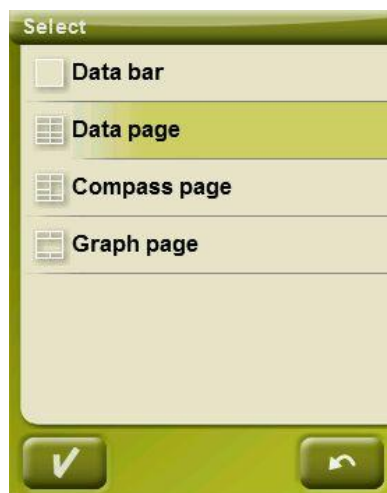 Select
Data bar
Data page
Compass page
Graph page